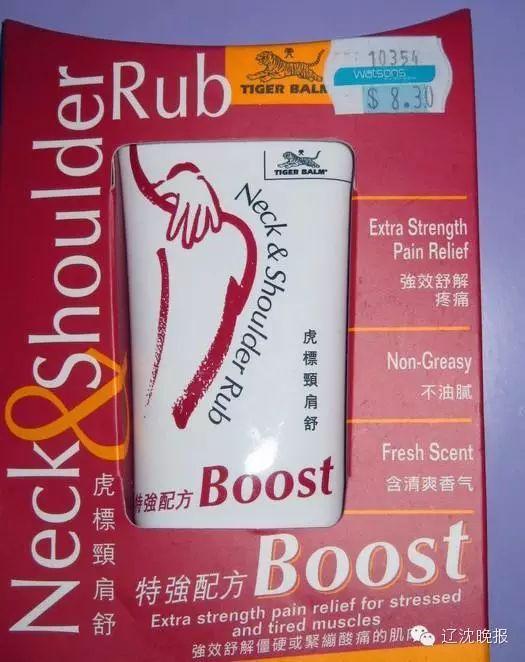 Neck & Shoulder
Rub
TIGER BALM
10354
watsons
$ 8.30
虎標頸肩舒
TIGER BALM
Neck & Shoulder Rub
虎標頸肩舒
特強配方 Boost
Extra Strength
Pain Relief
強效舒解
疼痛
Non-Greasy
不油膩
Fresh Scent
含清爽香气
特強配方 Boost
Extra strength pain relief for stressed
and tired muscles
強效舒解僵硬或緊繃酸痛的肌
辽沈晚报